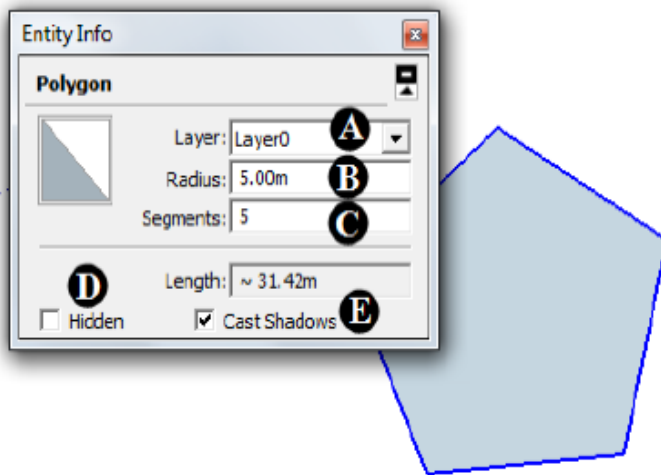 Entity Info
Polygon
Layer: Layer0 A
Radius: 5.00m B
Segments: 5 C
D Length: ~ 31.42m
Hidden Cast Shadows E